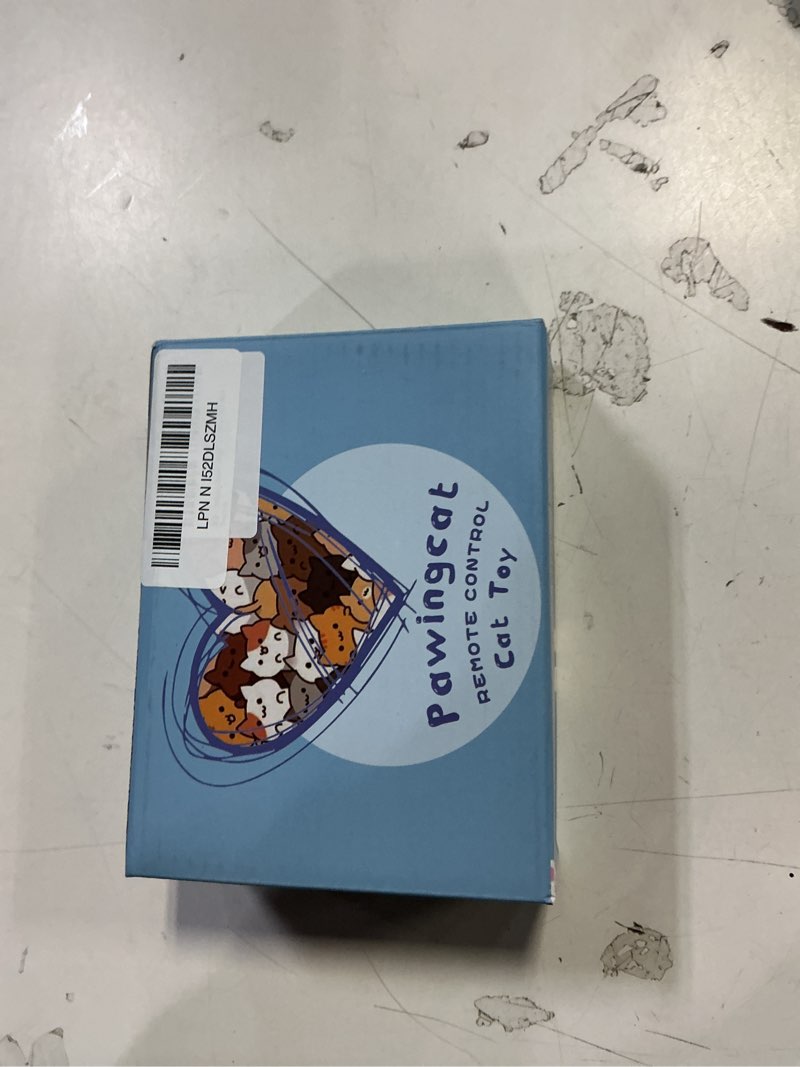 LPN N I52DLSZMH
Pawingcat
REMOTE CONTROL
Cat Toy